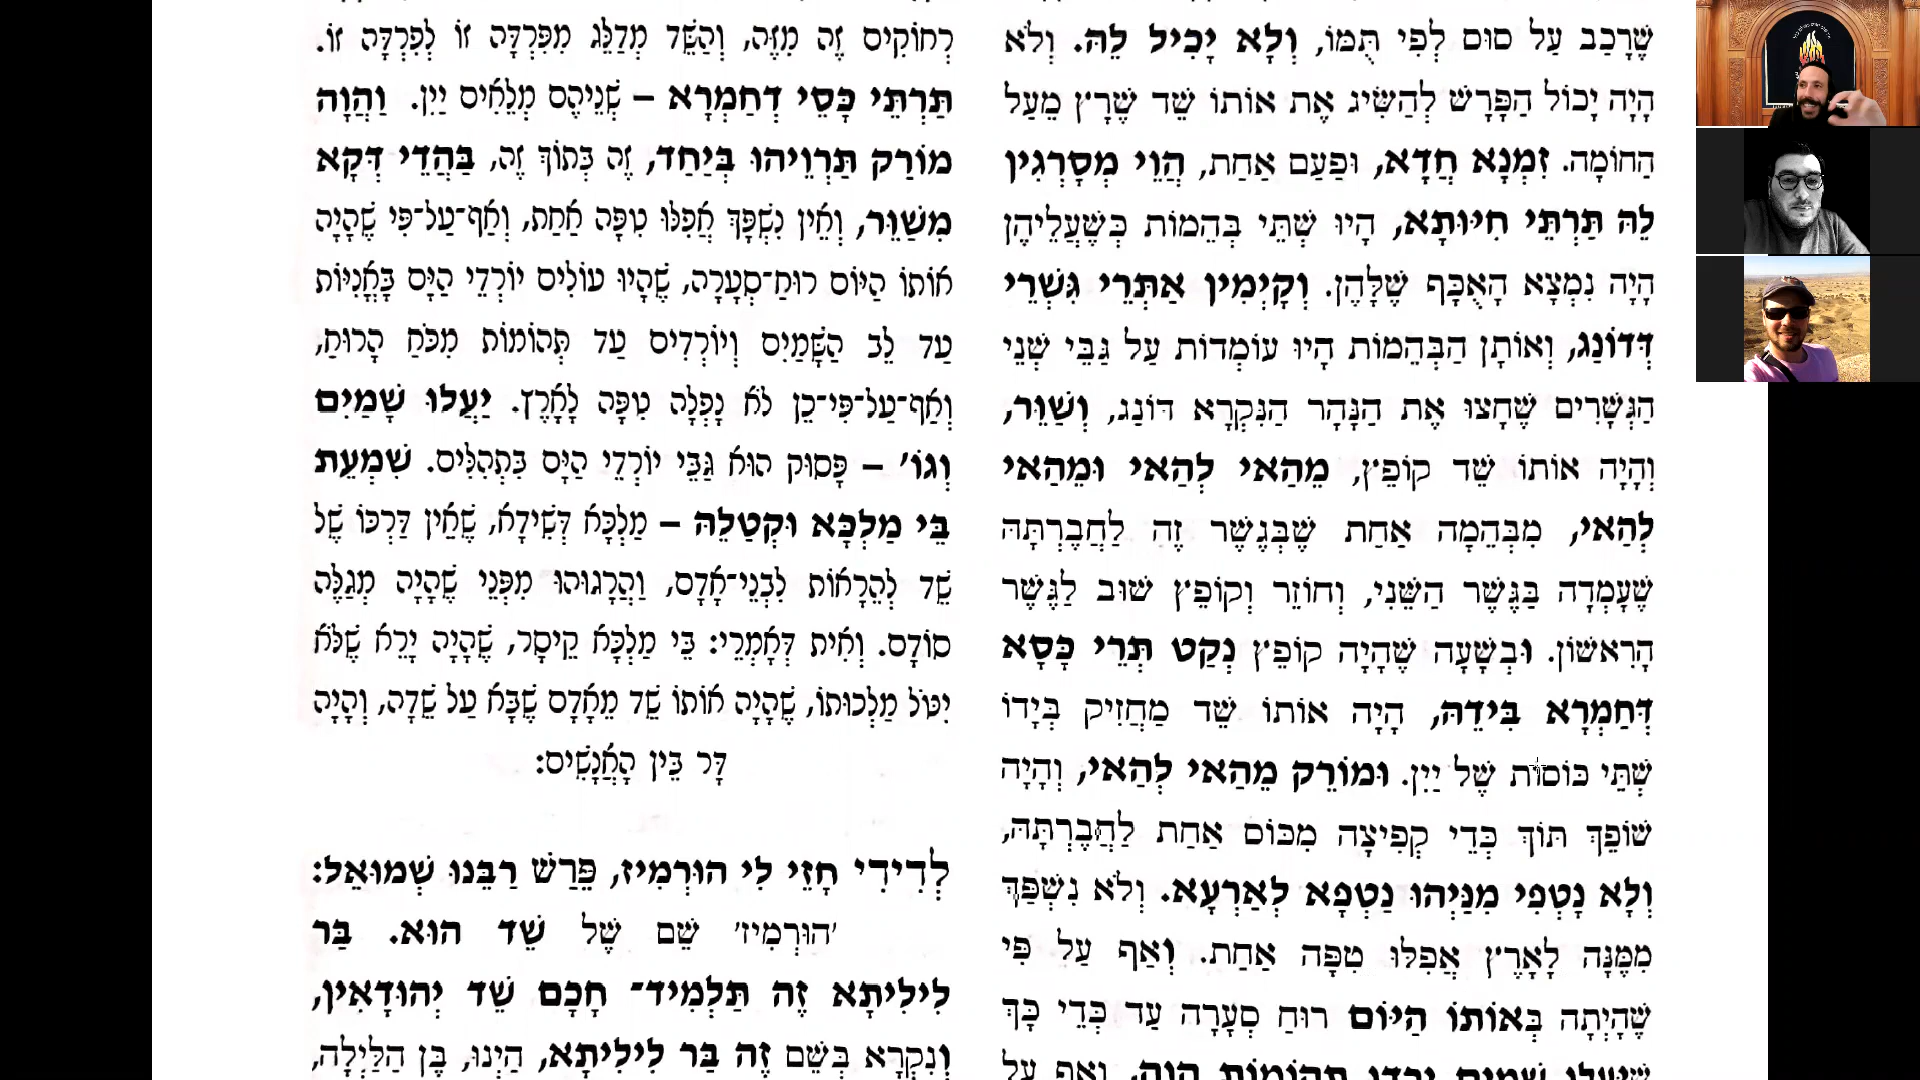 שֶׁרָכַב עַל סוּס לְפִי תֻּמּוֹ, וְלָא יָכִיל לֵהּ. וְלֹא
הָיָה יָכוֹל הַפָּרָשׁ לְהַשִּׂיג אֶת אוֹתוֹ שֵׁד שֶׁרָץ מֵעַל
הַחוֹמָה. זִמְנָא חֲדָא, וּפַעַם אַחַת, הֲוֵי מְסָרְגִין
לֵהּ תַּרְתֵּי חִיּוּתָא, הָיוּ שְׁתֵּי בְּהֵמוֹת כְּשֶׁעֲלֵיהֶן
הָיָה נִמְצָא הָאֻכָּף שֶׁלָּהֶן. וְקָיְמִין אַתְּרֵי גִּשְׁרֵי
דְּדוֹנַג, וְאוֹתָן הַבְּהֵמוֹת הָיוּ עוֹמְדוֹת עַל גַּבֵּי שְׁנֵי
הַגְּשָׁרִים שֶׁחָצוּ אֶת הַנָּהָר הַנִּקְרָא דּוֹנַג, וְשַׁוֵּר,
וְהָיָה אוֹתוֹ שֵׁד קוֹפֵץ, מֵהַאי לְהַאי וּמֵהַאי
לְהַאי, מִבְּהֵמָה אַחַת שֶׁבְּגֶשֶׁר זֶה לַחֲבֶרְתָּהּ
שֶׁעָמְדָה בַּגֶּשֶׁר הַשֵּׁנִי, וְחוֹזֵר וְקוֹפֵץ שׁוּב לַגֶּשֶׁר
הָרִאשׁוֹן. וּבְשָׁעָה שֶׁהָיָה קוֹפֵץ נְקַט תְּרֵי כָּסָא
דְּחַמְרָא בִּידֵהּ, הָיָה אוֹתוֹ שֵׁד מַחֲזִיק בְּיָדוֹ
שְׁתֵּי כּוֹסוֹת שֶׁל יַיִן. וּמוֹרֵק מֵהַאי לְהַאי, וְהָיָה
שׁוֹפֵךְ תּוֹךְ כְּדֵי קְפִיצָה מִכּוֹס אַחַת לַחֲבֶרְתָּהּ,
וְלָא נָטְפִי מִנַּיְהוּ נַטְפָא לְאַרְעָא. וְלֹא נִשְׁפַּךְ
מִמֶּנָּה לָאָרֶץ אֲפִלּוּ טִפָּה אַחַת. וְאַף עַל פִּי
שֶׁהָיְתָה בְּאוֹתוֹ הַיּוֹם רוּחַ סְעָרָה עַד כְּדֵי כָּךְ
שֶׁיַּעֲלוּ שָׁמַיִם יֵרְדוּ תְהוֹמוֹת הֲוָה, וְאַף עַל
רְחוֹקִים זֶה מִזֶּה, וְהַשֵּׁד מְדַלֵּג מִפִּרְדָּה זוֹ לְפִרְדָּה זוֹ.
תַּרְתֵּי כָּסֵי דְחַמְרָא – שְׁנֵיהֶם מְלֵאִים יַיִן. וַהֲוָה
מוֹרַק תַּרְוַיְהוּ בְּיַחַד, זֶה בְּתוֹךְ זֶה, בַּהֲדֵי דְּקָא
מִשַׁוֵּר, וְאֵין נִשְׁפָּךְ אֲפִלּוּ טִפָּה אַחַת, וְאַף־עַל־פִּי שֶׁהָיָה
אוֹתוֹ הַיּוֹם רוּחַ־סְעָרָה, שֶׁהָיוּ עוֹלִים יוֹרְדֵי הַיָּם בָּאֳנִיּוֹת
עַד לֵב הַשָּׁמַיִם וְיוֹרְדִים עַד תְּהוֹמוֹת מִכֹּחַ הָרוּחַ,
וְאַף־עַל־פִּי־כֵן לֹא נָפְלָה טִפָּה לָאָרֶץ. יַעֲלוּ שָׁמַיִם
וְגוֹ' – פָּסוּק הוּא גַּבֵּי יוֹרְדֵי הַיָּם בִּתְהִלִּים. שִׁמְעַת
בֵּי מַלְכָּא וּקְטַלֵהּ – מַלְכָּא דְּשֵׁידָא, שֶׁאֵין דַּרְכּוֹ שֶׁל
שֵׁד לְהֵרָאוֹת לִבְנֵי־אָדָם, וַהֲרָגוּהוּ מִפְּנֵי שֶׁהָיָה מְגַלֶּה
סוֹדָם. וְאִית דְּאָמְרֵי: בֵּי מַלְכָּא קֵיסָר, שֶׁהָיָה יָרֵא שֶׁלֹּא
יִטּוֹל מַלְכוּתוֹ, שֶׁהָיָה אוֹתוֹ שֵׁד מֵאָדָם שֶׁבָּא עַל שֵׁדָה, וְהָיָה
דָּר בֵּין הָאֲנָשִׁים:
לְדִידִי חָזֵי לִי הוּרְמִיז, פֵּרַשׁ רַבֵּנוּ שְׁמוּאֵל:
'הוּרְמִיז' שֵׁם שֶׁל שֵׁד הוּא. בַּר
לִילִיתָא זֶה תַּלְמִיד־ חָכָם שֵׁד יְהוּדָאִין,
וְנִקְרָא בְּשֵׁם זֶה בַּר לִילִיתָא, הַיְנוּ, בֶּן הַלַּיְלָה,